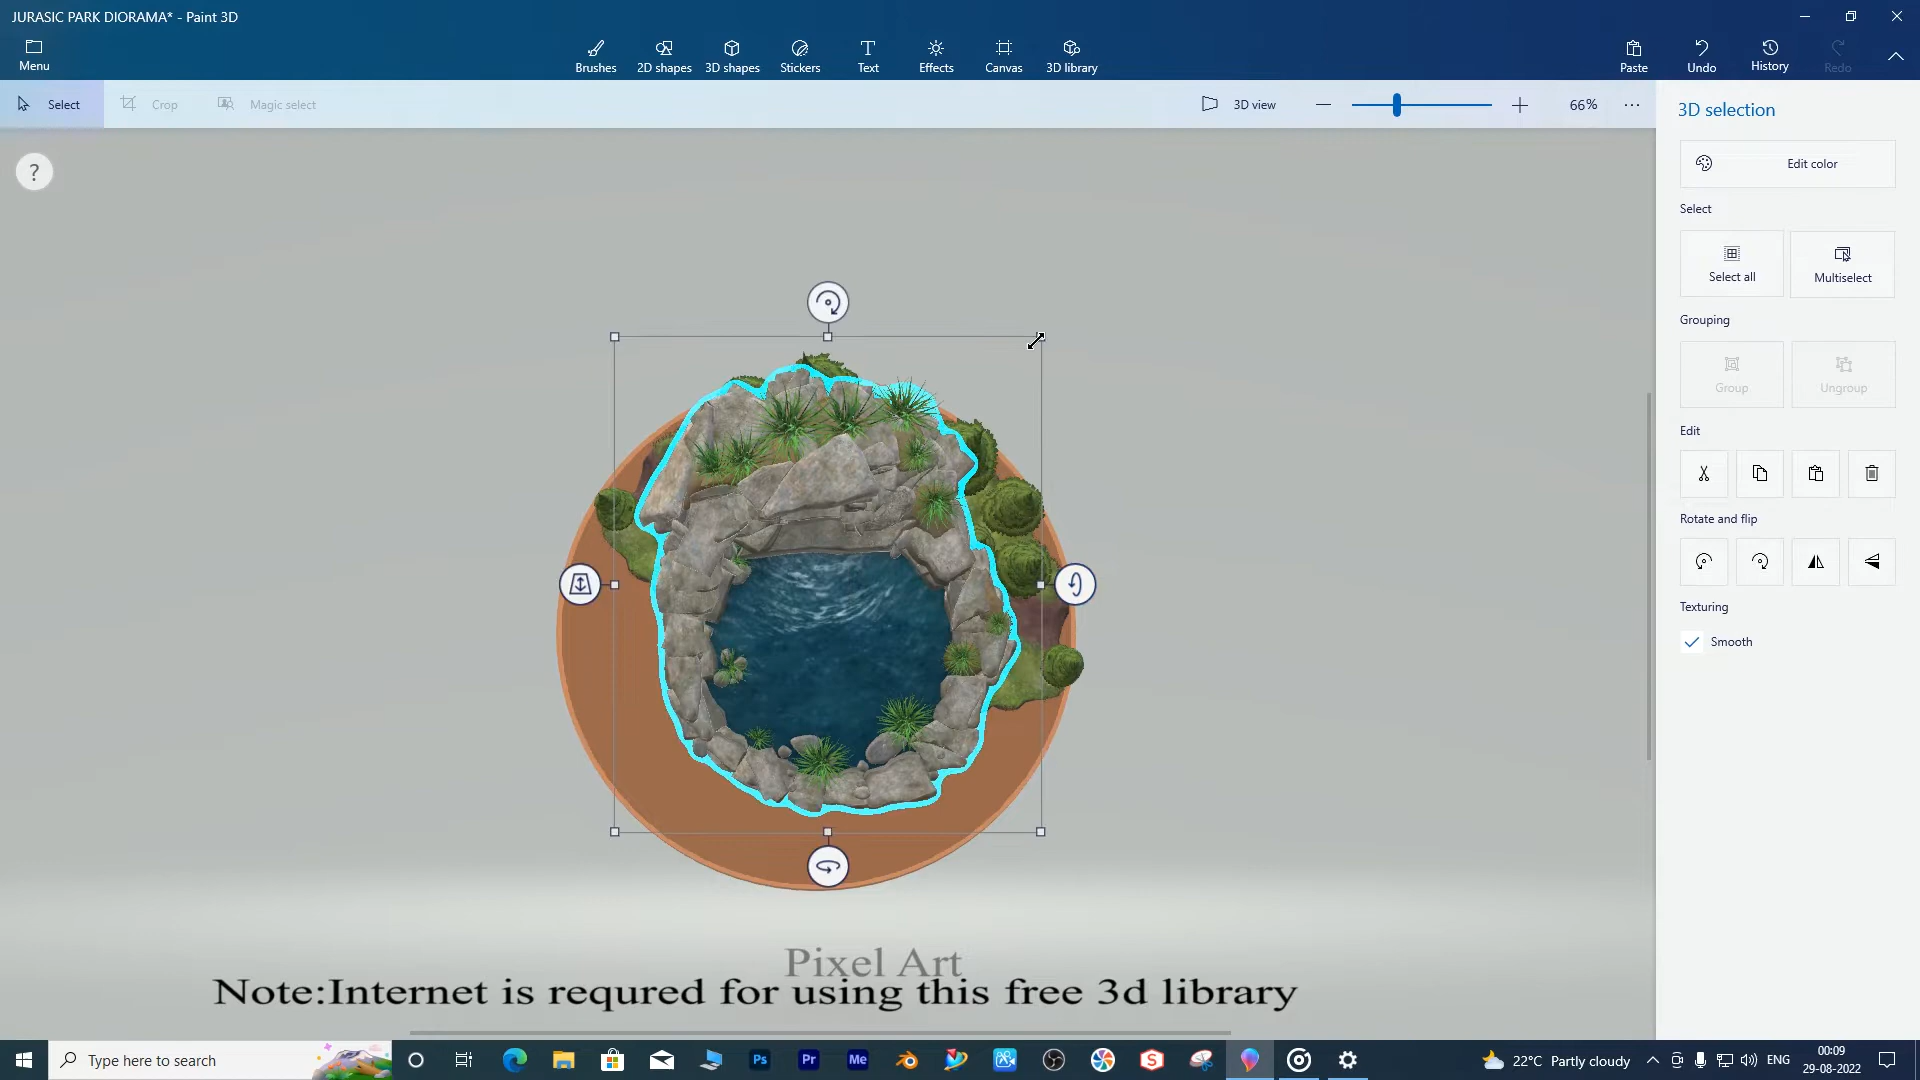 JURASIC PARK DIORAMA* - Paint 3D
Menu
Brushes 2D shapes 3D shapes Stickers Text Effects Canvas 3D library
Paste Undo History Redo
Select Crop Magic select
3D view 66%
?
3D selection
Edit color
Select
Select all Multiselect
Grouping
Group Ungroup
Edit
Rotate and flip
Texturing
Smooth
Pixel Art
Note:Internet is requred for using this free 3d library
Type here to search
Ps Pr Me S
22°C Partly cloudy
ENG
00:09
29-08-2022